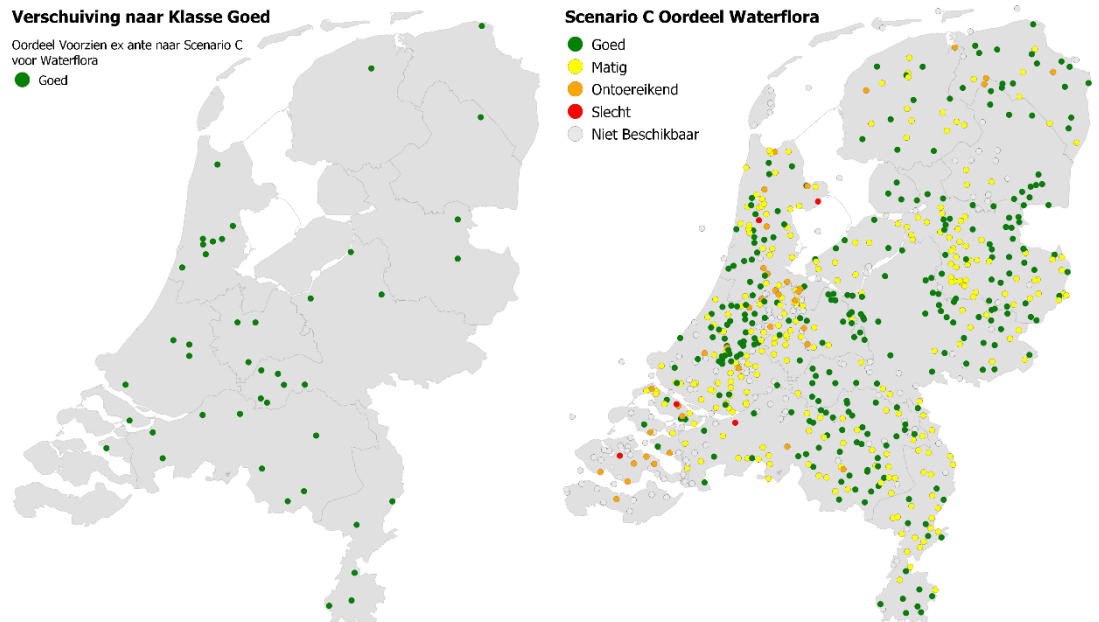 Verschuiving naar Klasse Goed
Oordeel Voorzien ex ante naar Scenario C
voor Waterflora
Goed
Scenario C Oordeel Waterflora
Goed
Matig
Ontoereikend
Slecht
Niet Beschikbaar